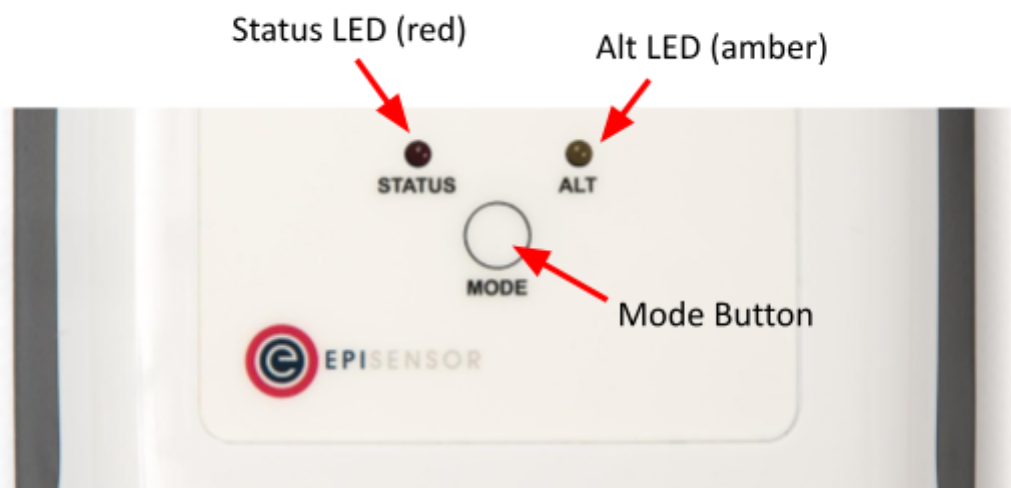 Status LED (red)
Alt LED (amber)
STATUS
ALT
MODE
Mode Button
EPISENSOR